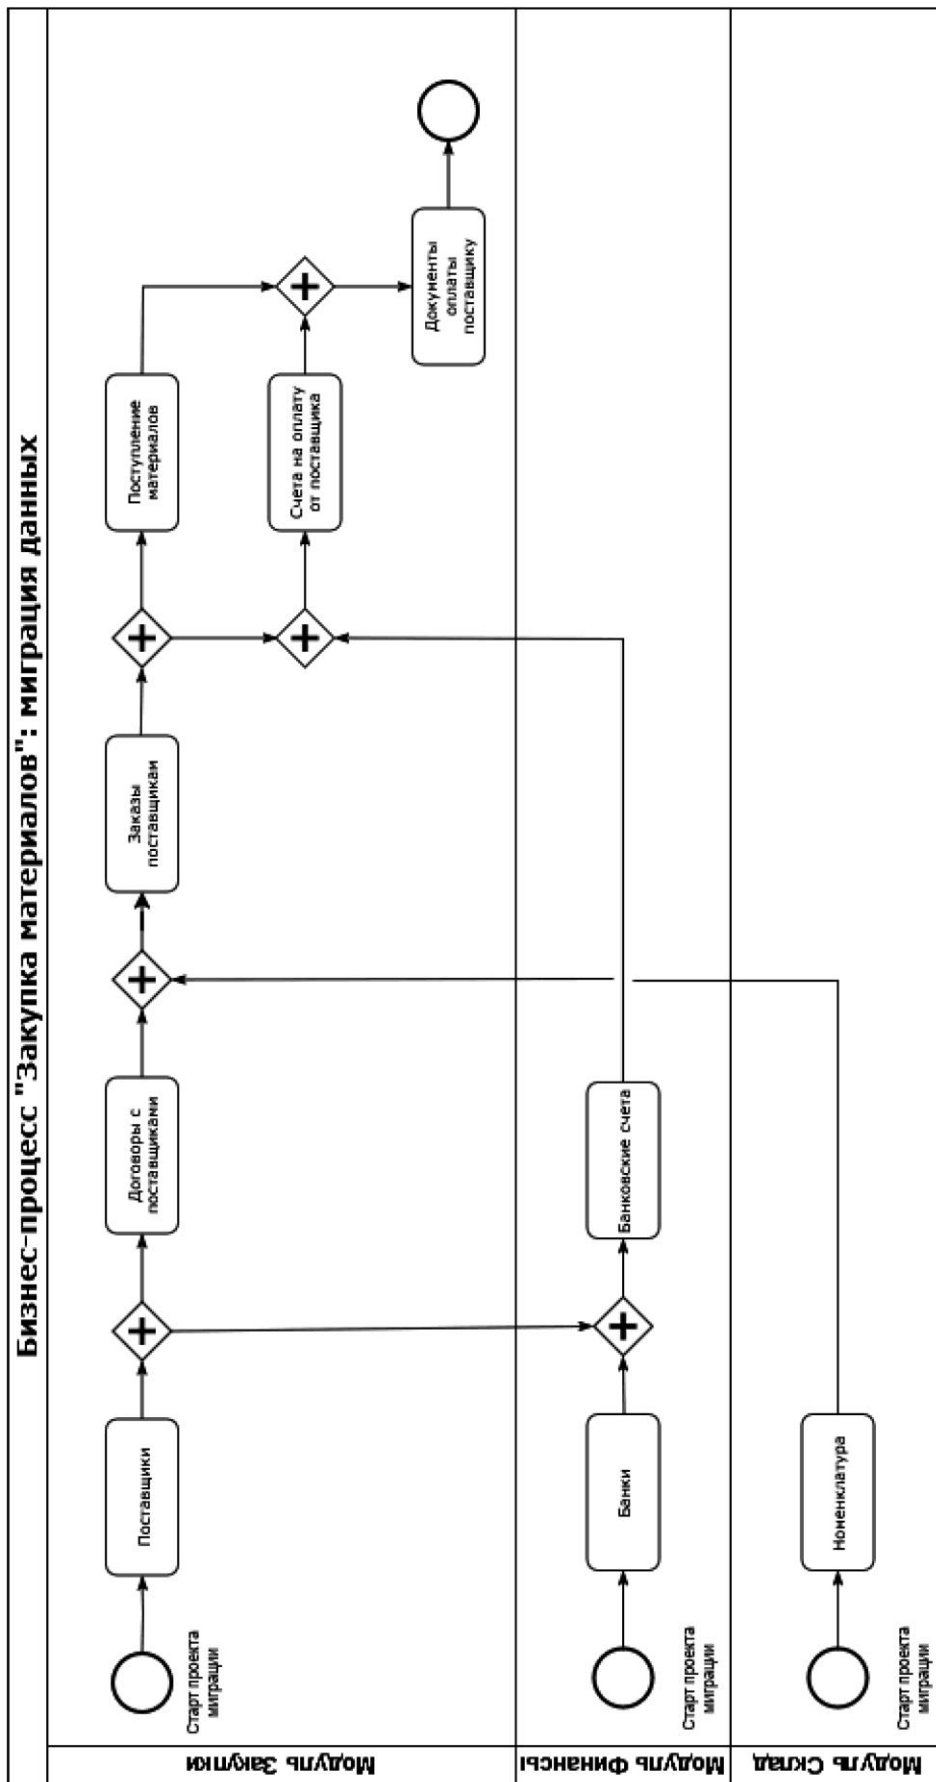 Бизнес-процесс "Закупка материалов": миграция данных
Модуль Закупки
Старт проекта
миграции
Поставщики
Договоры с
поставщиками
Заказы
поставщикам
Поступление
материалов
Счета на оплату
от поставщика
Документы
оплаты
поставщику
Модуль Финансы
Старт проекта
миграции
Банки
Банковские счета
Модуль Склад
Старт проекта
миграции
Номенклатура